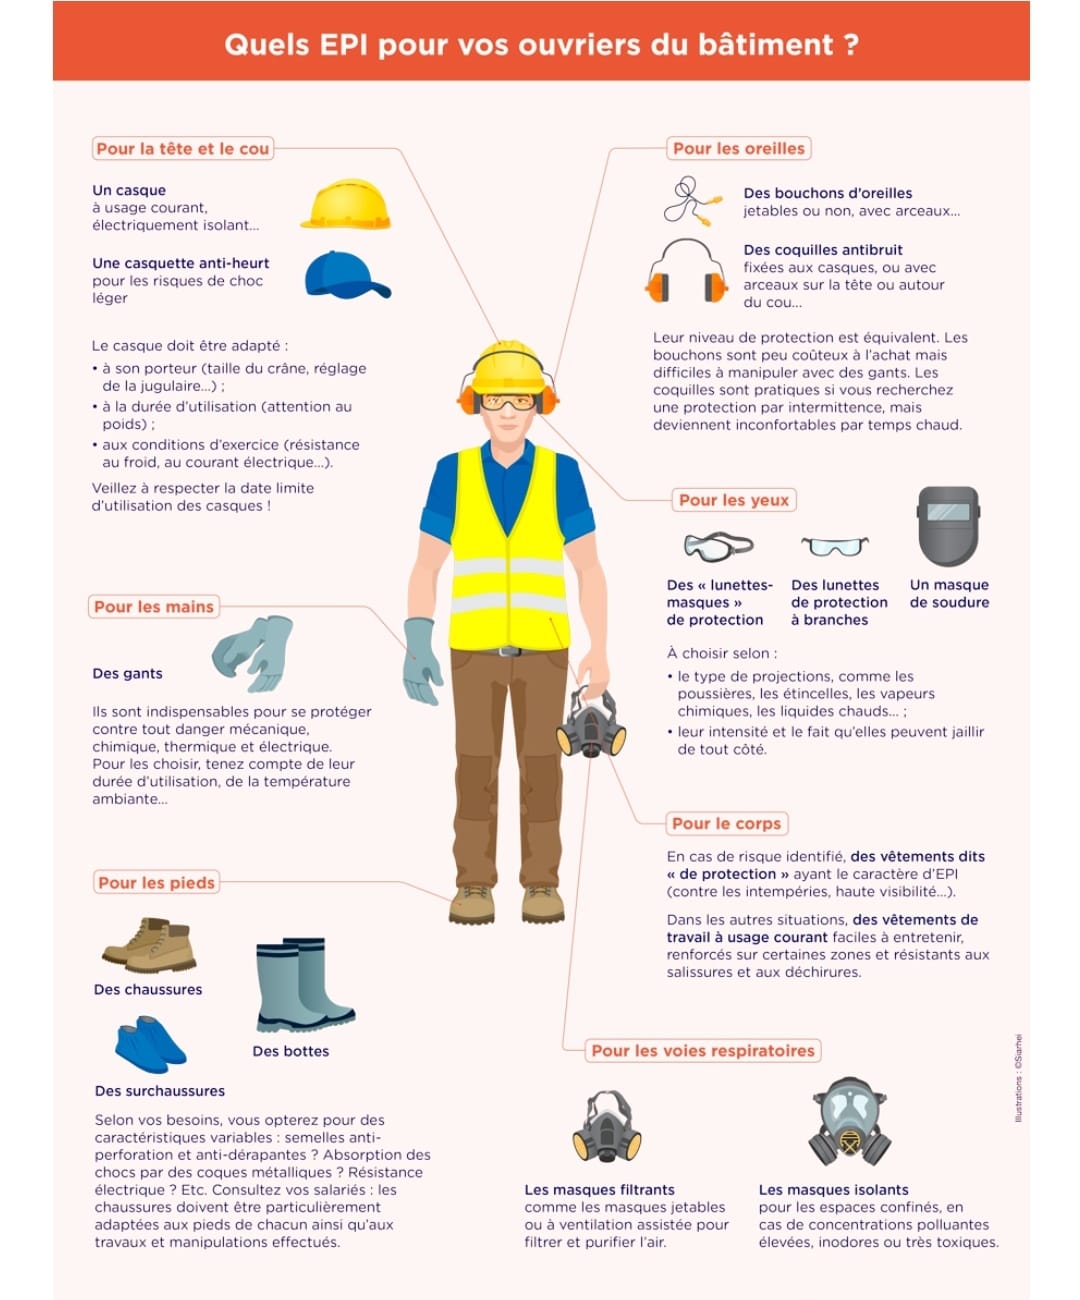 Quels EPI pour vos ouvriers du bâtiment ?
Pour la tête et le cou
Un casque
à usage courant,
électriquement isolant...
Une casquette anti-heurt
pour les risques de choc
léger
Le casque doit être adapté :
• à son porteur (taille du crâne, réglage
de la jugulaire...) ;
• à la durée d'utilisation (attention au
poids) ;
• aux conditions d'exercice (résistance
au froid, au courant électrique...).
Veillez à respecter la date limite
d'utilisation des casques !
Pour les mains
Des gants
Ils sont indispensables pour se protéger
contre tout danger mécanique,
chimique, thermique et électrique.
Pour les choisir, tenez compte de leur
durée d'utilisation, de la température
ambiante...
Pour les pieds
Des chaussures
Des bottes
Des surchaussures
Selon vos besoins, vous opterez pour des
caractéristiques variables : semelles anti-
perforation et anti-dérapantes ? Absorption des
chocs par des coques métalliques ? Résistance
électrique ? Etc. Consultez vos salariés : les
chaussures doivent être particulièrement
adaptées aux pieds de chacun ainsi qu'aux
travaux et manipulations effectués.
Pour les oreilles
Des bouchons d'oreilles
jetables ou non, avec arceaux...
Des coquilles antibruit
fixées aux casques, ou avec
arceaux sur la tête ou autour
du cou...
Leur niveau de protection est équivalent. Les
bouchons sont peu coûteux à l'achat mais
difficiles à manipuler avec des gants. Les
coquilles sont pratiques si vous recherchez
une protection par intermittence, mais
deviennent inconfortables par temps chaud.
Pour les yeux
Des « lunettes-
masques »
de protection
Des lunettes
de protection
à branches
Un masque
de soudure
À choisir selon :
• le type de projections, comme les
poussières, les étincelles, les vapeurs
chimiques, les liquides chauds... ;
• leur intensité et le fait qu'elles peuvent jaillir
de tout côté.
Pour le corps
En cas de risque identifié, des vêtements dits
« de protection » ayant le caractère d'EPI
(contre les intempéries, haute visibilité...).
Dans les autres situations, des vêtements de
travail à usage courant faciles à entretenir,
renforcés sur certaines zones et résistants aux
salissures et aux déchirures.
Pour les voies respiratoires
Les masques filtrants
comme les masques jetables
ou à ventilation assistée pour
filtrer et purifier l'air.
Les masques isolants
pour les espaces confinés, en
cas de concentrations polluantes
élevées, inodores ou très toxiques.
Illustrations : ©Siarhei